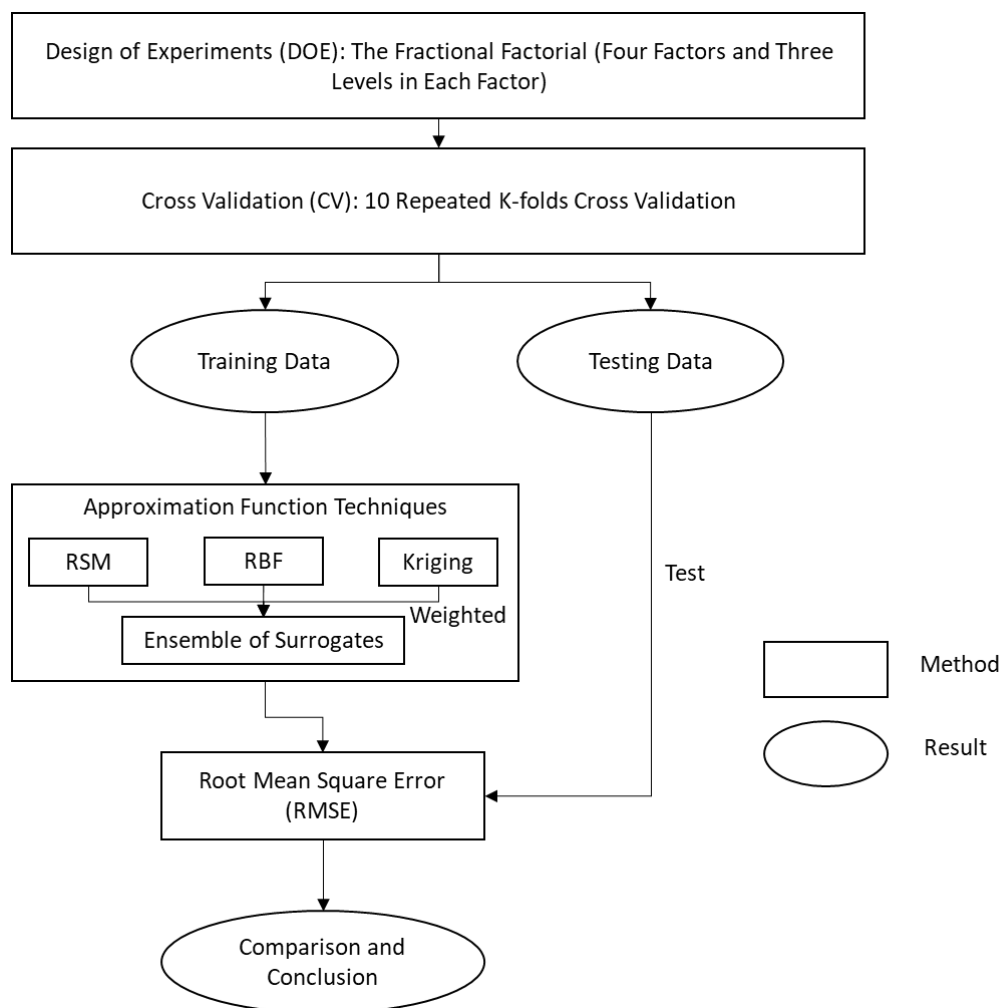 Design of Experiments (DOE): The Fractional Factorial (Four Factors and Three
Levels in Each Factor)
Cross Validation (CV): 10 Repeated K-folds Cross Validation
Training Data
Testing Data
Approximation Function Techniques
RSM
RBF
Kriging
Weighted
Ensemble of Surrogates
Test
Method
Result
Root Mean Square Error
(RMSE)
Comparison and
Conclusion